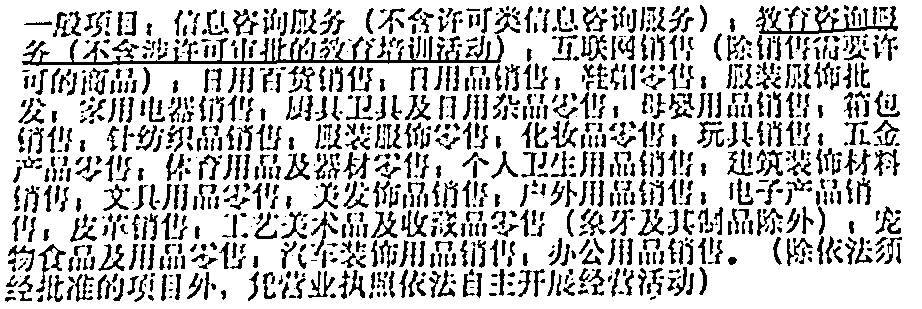 一般项目：信息咨询服务（不含许可类信息咨询服务）；教育咨询服
务（不含涉许可审批的教育培训活动）；互联网销售（除销售需要许
可的商品）；日用百货销售；日用品销售；鞋帽零售；服装服饰批
发；家用电器销售；厨具卫具及日用杂品零售；母婴用品销售；箱包
销售；针纺织品销售；服装服饰零售；化妆品零售；玩具销售；五金
产品零售；体育用品及器材零售；个人卫生用品销售；建筑装饰材料
销售；文具用品零售；美发饰品销售；户外用品销售；电子产品销
售；皮革销售；工艺美术品及收藏品零售（象牙及其制品除外）；宠
物食品及用品零售；汽车装饰用品销售；办公用品销售。（除依法须
经批准的项目外，凭营业执照依法自主开展经营活动）